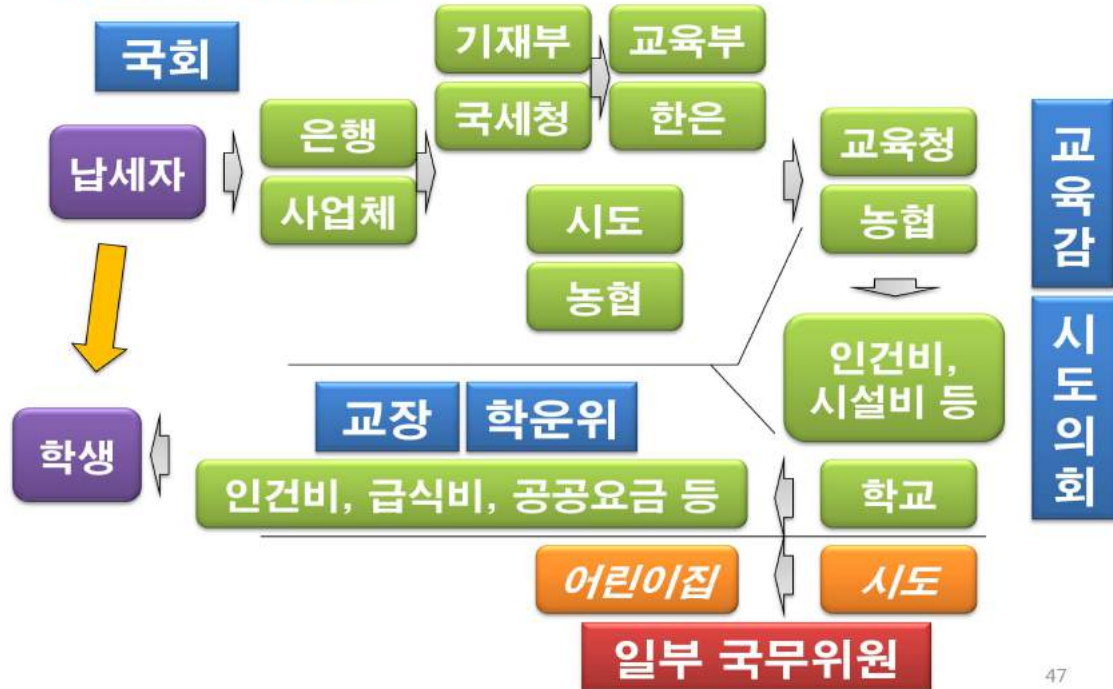 국회
기재부
교육부
국세청
한은
납세자
은행
사업체
시도
농협
교육청
농협
교육감
시도의회
인건비,
시설비 등
교장
학운위
학생
인건비, 급식비, 공공요금 등
학교
어린이집
시도
일부 국무위원
47